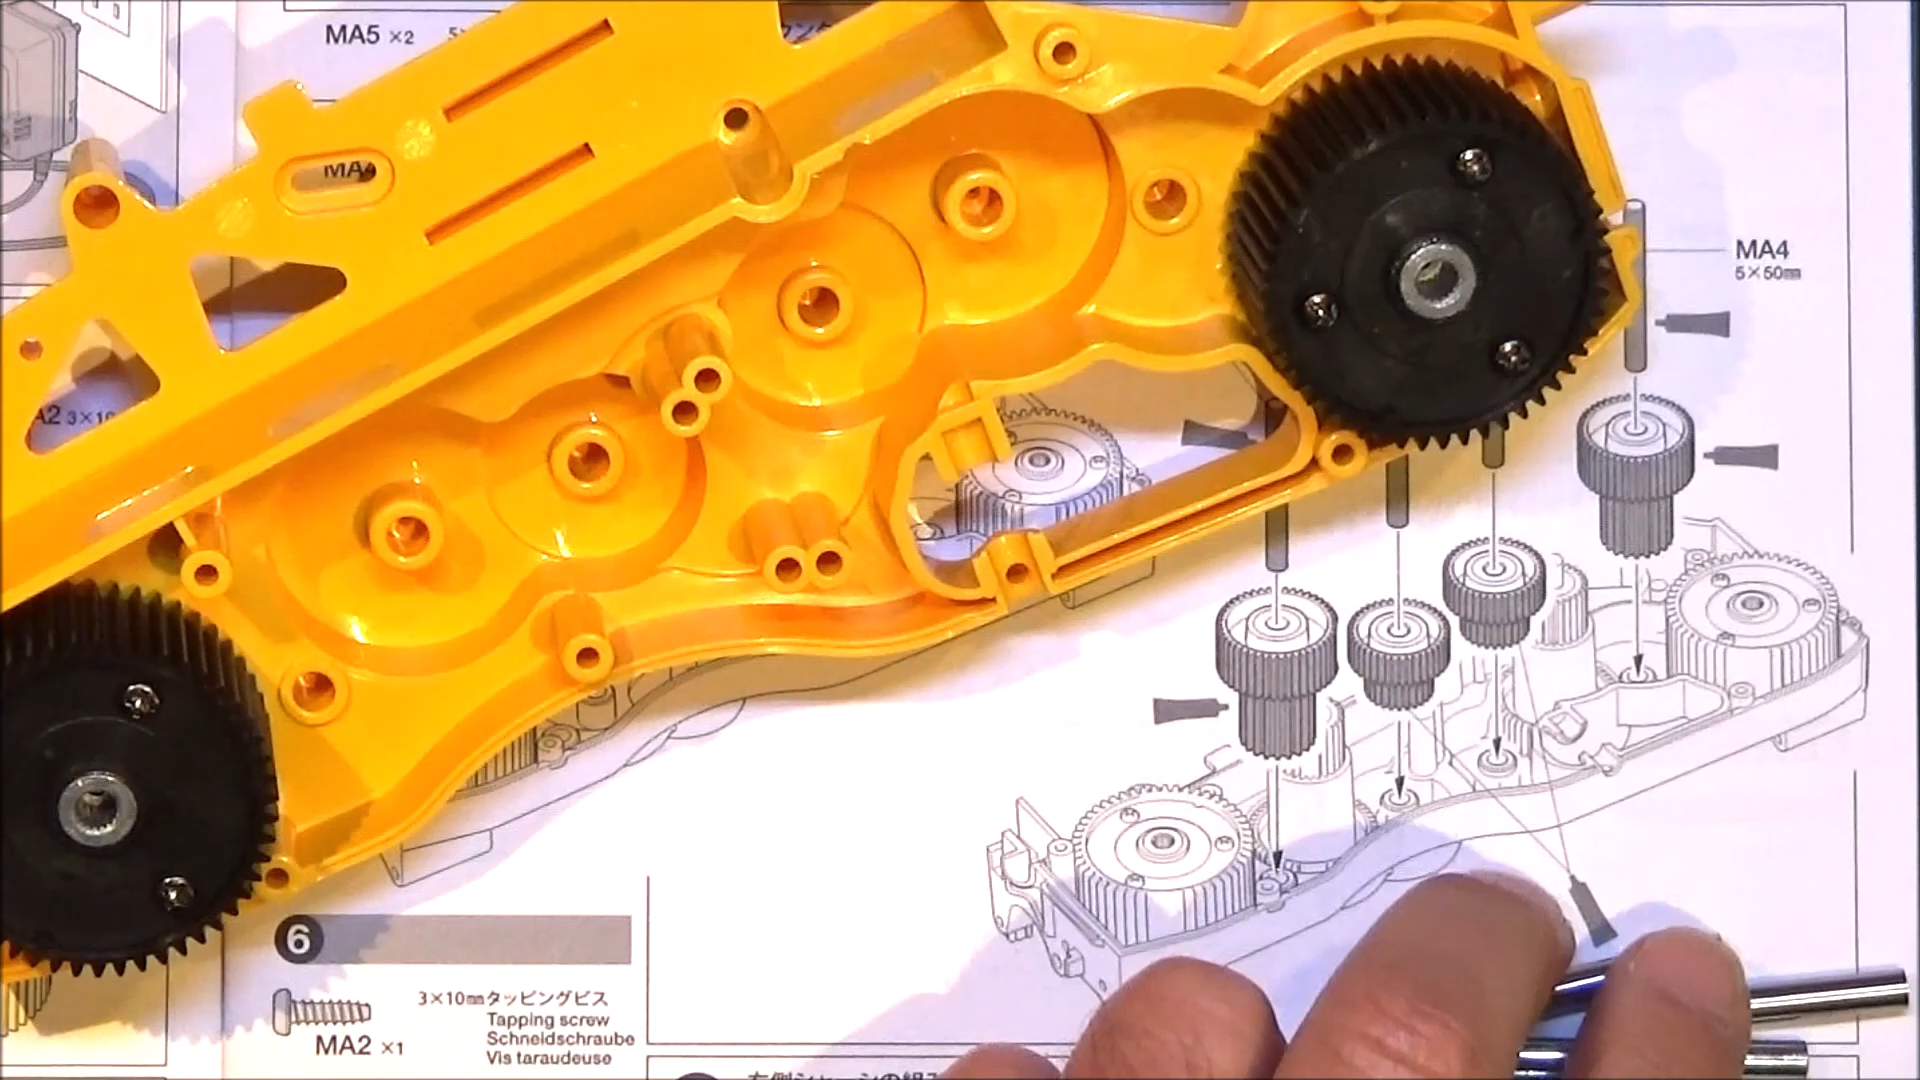 MA5 ×2
MA4
MA4
5×50mm
A2 3×10
6
3×10mmタッピングビス
Tapping screw
Schneidschraube
Vis taraudeuse
MA2 ×1